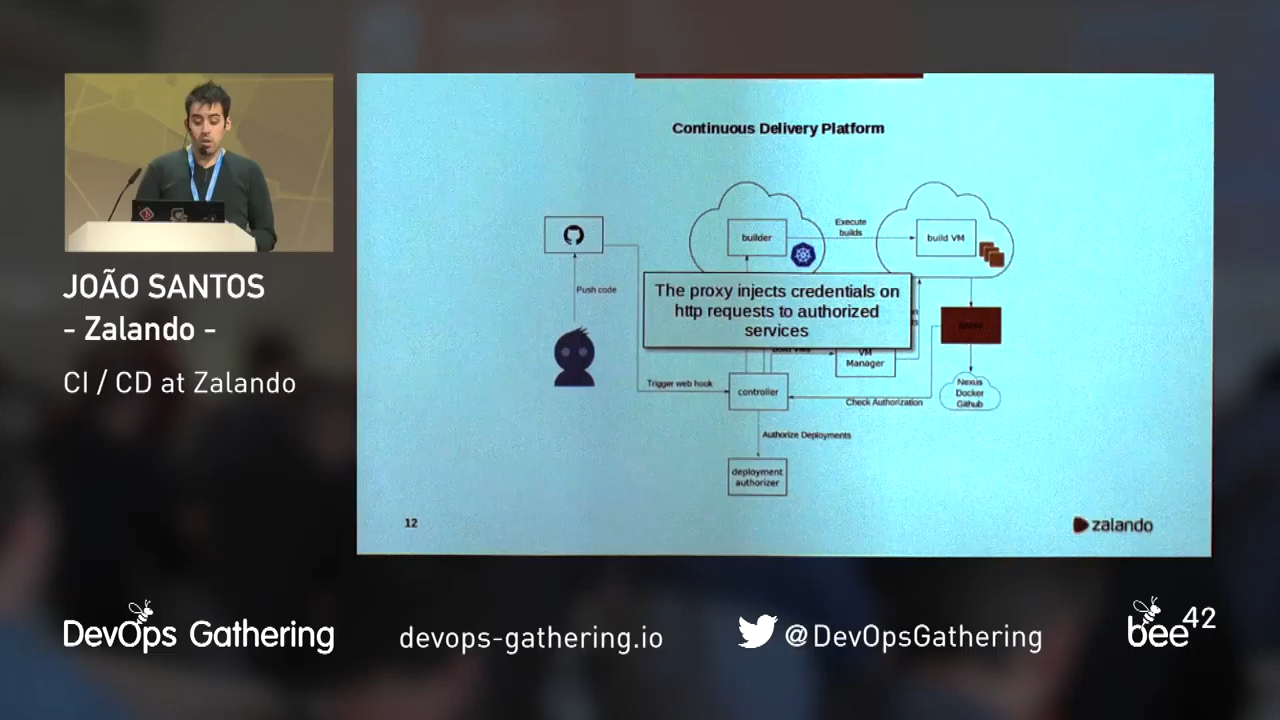 Continuous Delivery Platform
Execute
builds
builder
build VM
The proxy injects credentials on
http requests to authorized
services
Push code
VM
Manager
Trigger web hook
controller
Check Authorization
Nexus
Docker
Github
Authorize Deployments
deployment
authorizer
12
zalando
JOÃO SANTOS
- Zalando -
CI / CD at Zalando
DevOps Gathering
devops-gathering.io
@DevOpsGathering
bee42